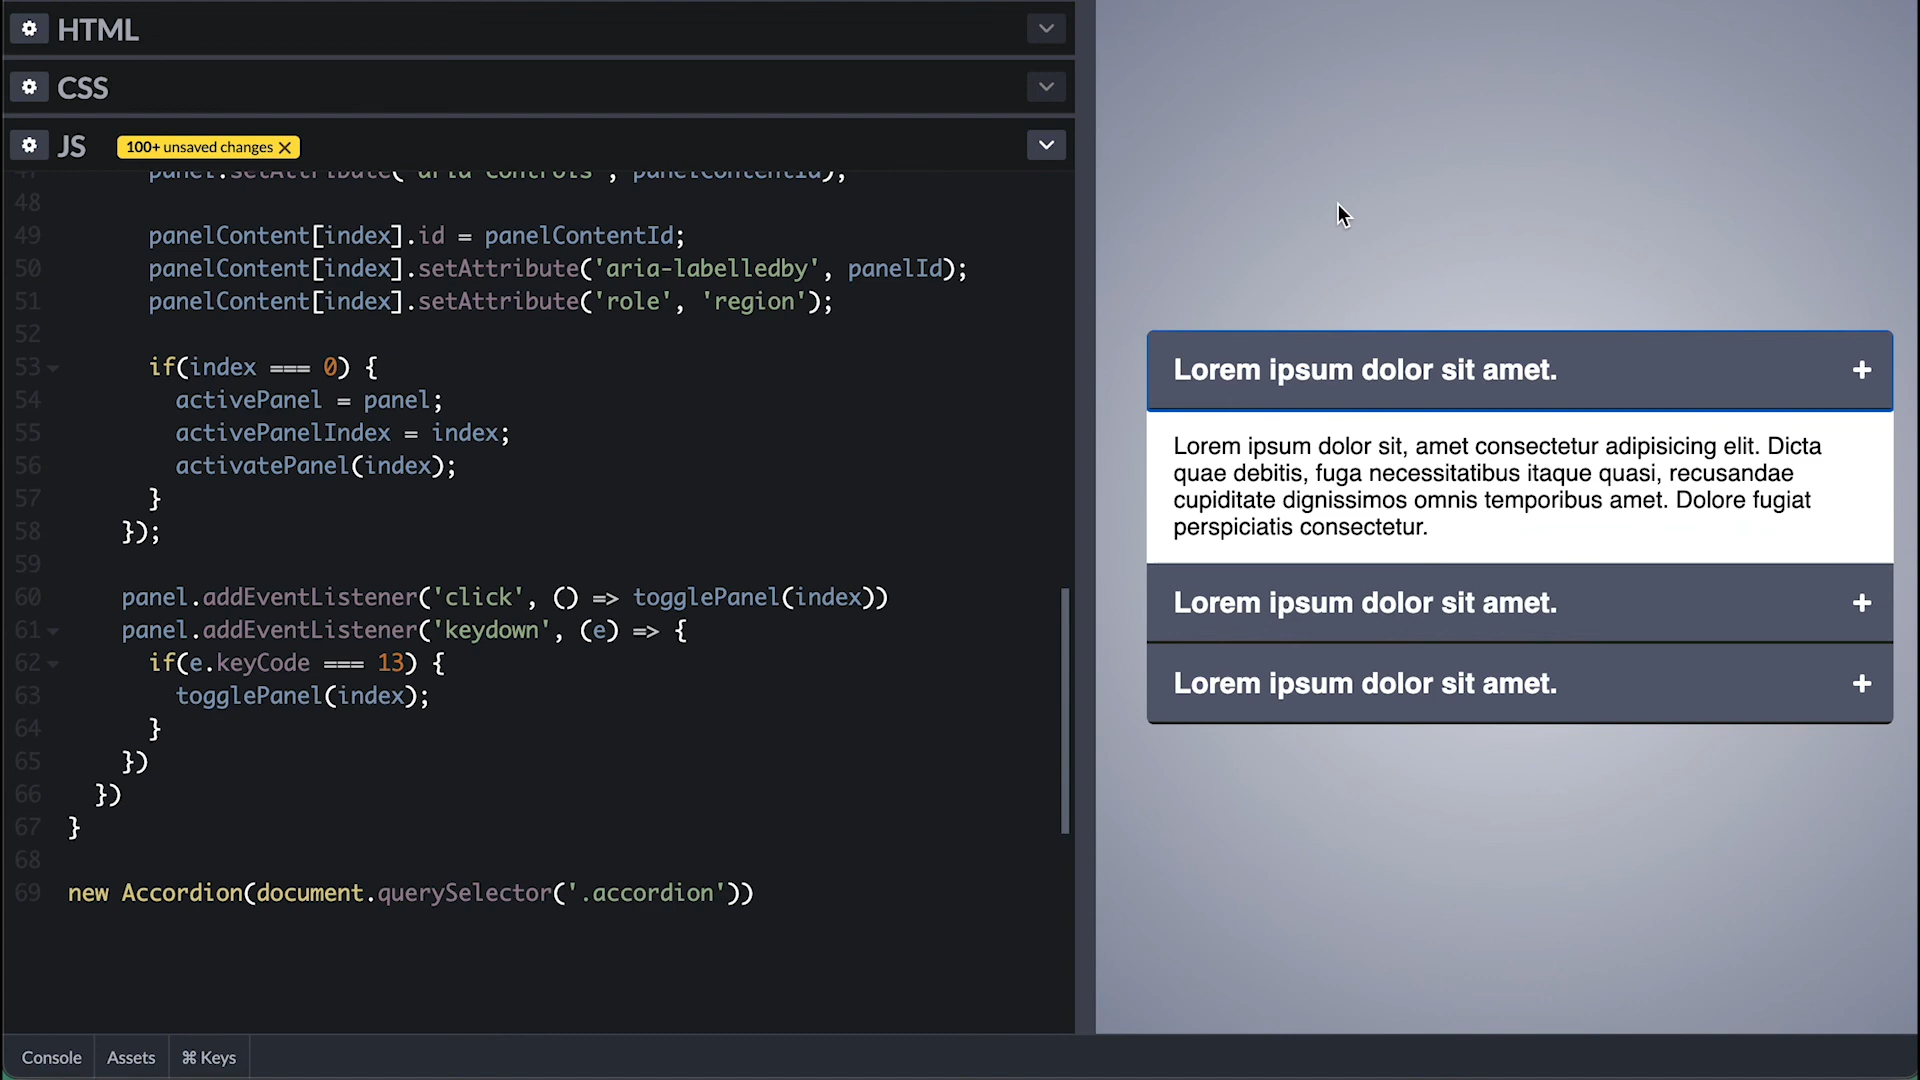 HTML
CSS
JS 100+ unsaved changes
48
49 panelContent[index].id = panelContentId;
50 panelContent[index].setAttribute('aria-labelledby', panelId);
51 panelContent[index].setAttribute('role', 'region');
52
53 if(index === 0) {
54 activePanel = panel;
55 activePanelIndex = index;
56 activatePanel(index);
57 }
58 });
59
60 panel.addEventListener('click', () => togglePanel(index))
61 panel.addEventListener('keydown', (e) => {
62 if(e.keyCode === 13) {
63 togglePanel(index);
64 }
65 })
66 })
67 }
68
69 new Accordion(document.querySelector('.accordion'))
Console Assets ⌘ Keys
Lorem ipsum dolor sit amet. +
Lorem ipsum dolor sit, amet consectetur adipisicing elit. Dicta
quae debitis, fuga necessitatibus itaque quasi, recusandae
cupiditate dignissimos omnis temporibus amet. Dolore fugiat
perspiciatis consectetur.
Lorem ipsum dolor sit amet. +
Lorem ipsum dolor sit amet. +